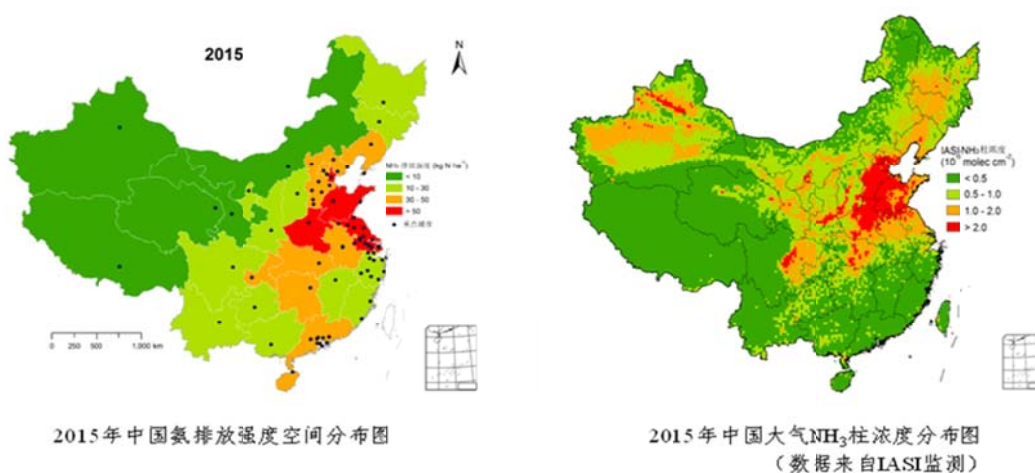 2015
N
NH₃-排放强度 (kg N ha⁻¹)
< 10
10 - 30
30 - 50
> 50
0 250 500 1,000 km
IASI NH₃柱浓度
molec cm⁻²)
< 0.5
0.5 - 1.0
1.0 - 2.0
> 2.0
2015年中国氨排放强度空间分布图
2015年中国大气NH₃柱浓度分布图
（数据来自IASI监测）